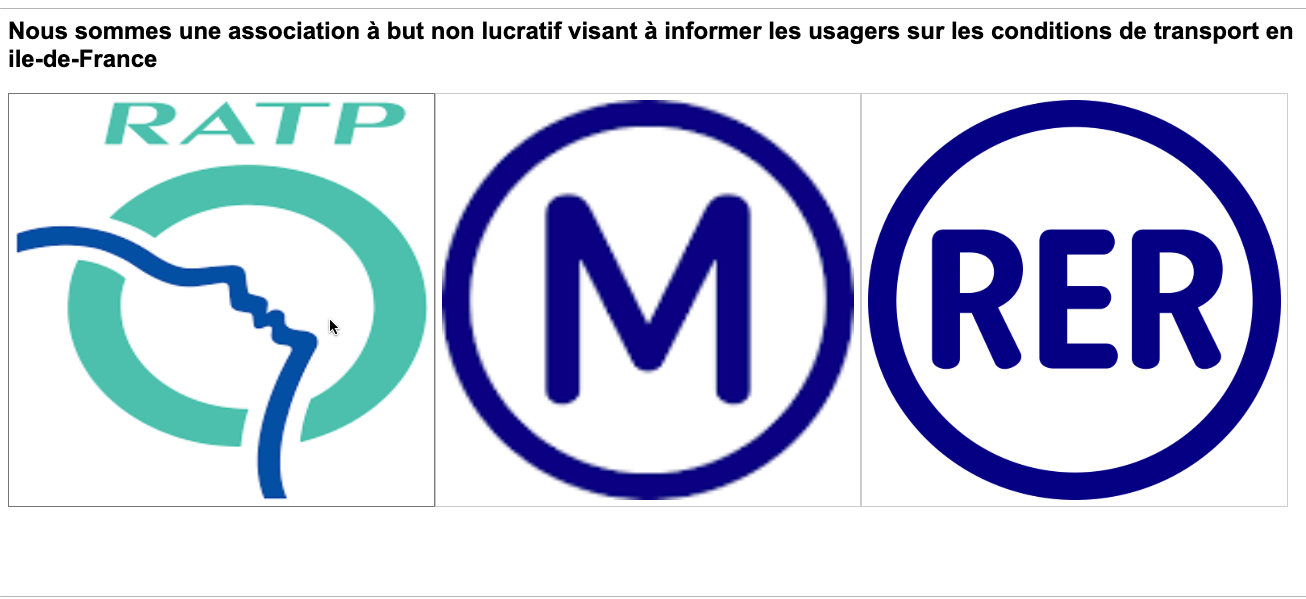 Nous sommes une association à but non lucratif visant à informer les usagers sur les conditions de transport en
ile-de-France
RATP
M
RER